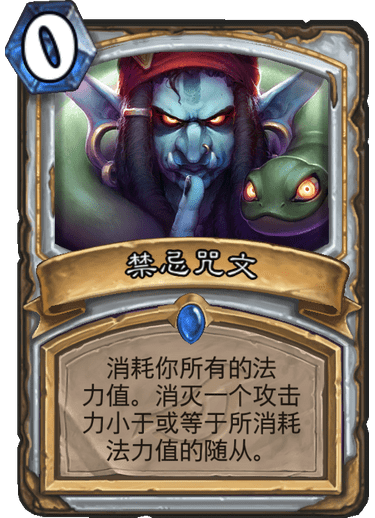 0
禁忌咒文
消耗你所有的法
力值。消灭一个攻击
力小于或等于所消耗
法力值的随从。